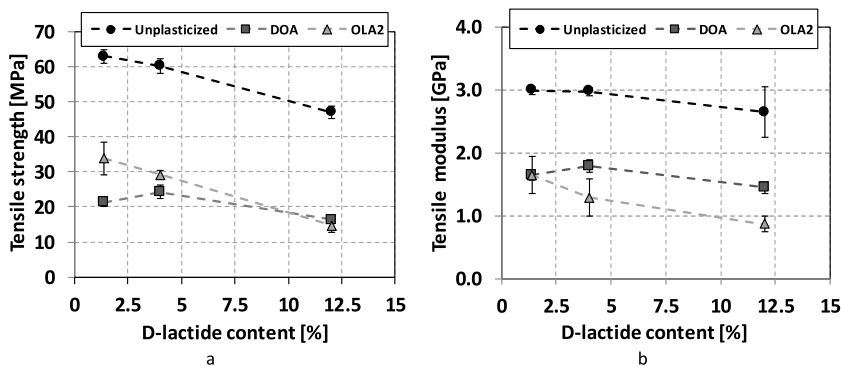 Unplasticized DOA OLA2
Tensile strength [MPa]
70
60
50
40
30
20
10
0
0 2.5 5 7.5 10 12.5 15
D-lactide content [%]
a
Unplasticized DOA OLA2
Tensile modulus [GPa]
4.0
3.0
2.0
1.0
0.0
0 2.5 5 7.5 10 12.5 15
D-lactide content [%]
b